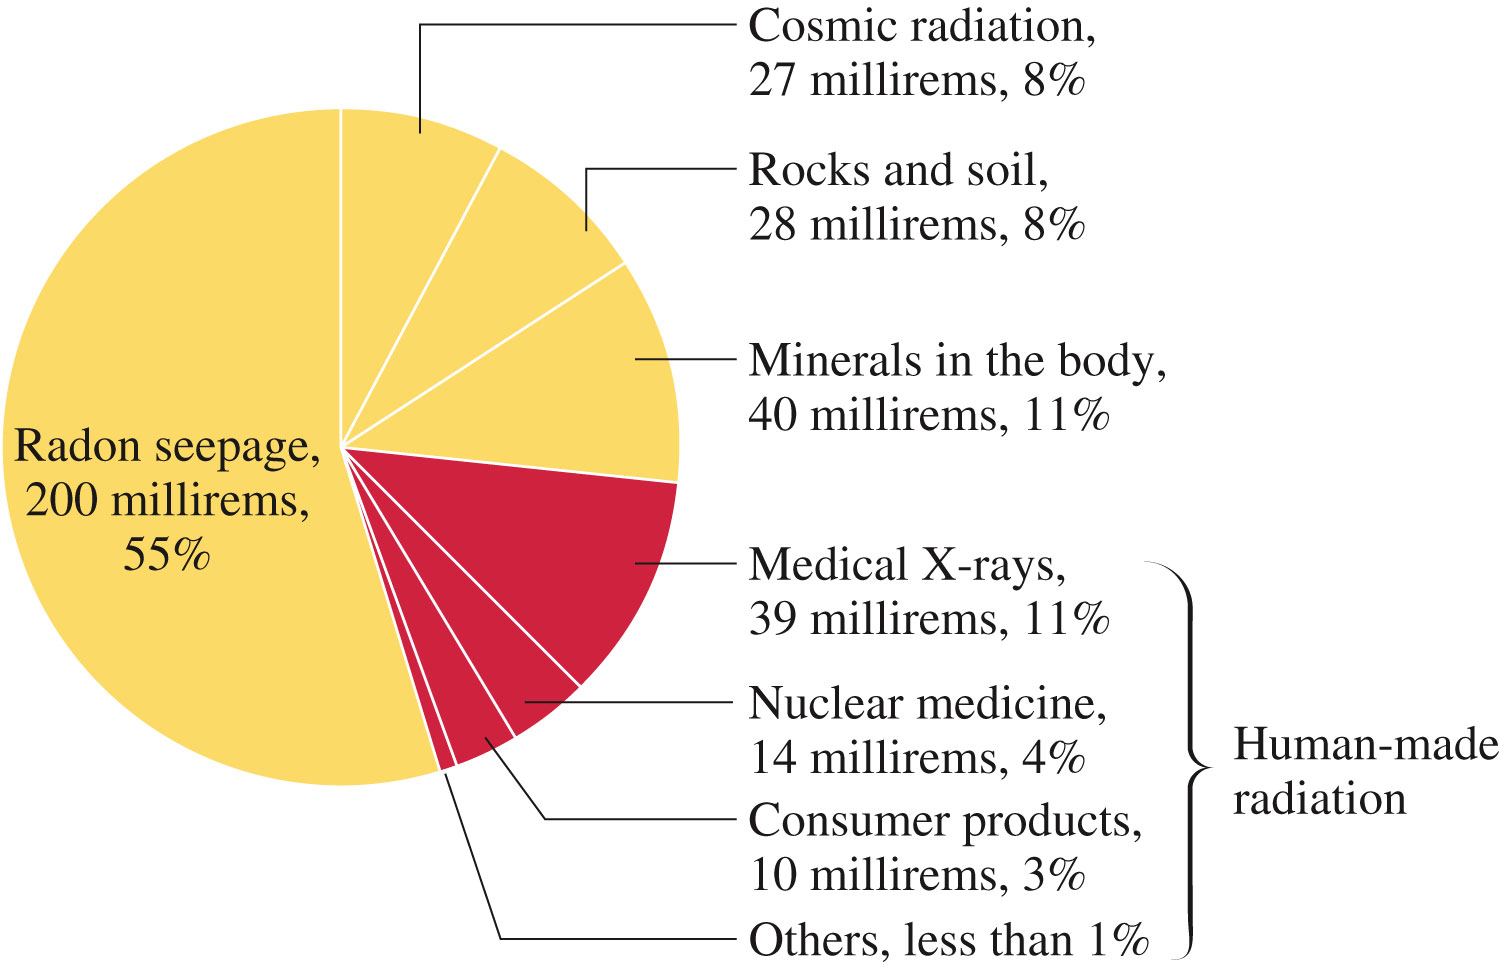 Cosmic radiation,
27 millirems, 8%
Rocks and soil,
28 millirems, 8%
Minerals in the body,
40 millirems, 11%
Radon seepage,
200 millirems,
55%
Medical X-rays,
39 millirems, 11%
Nuclear medicine,
14 millirems, 4%
Consumer products,
10 millirems, 3%
Others, less than 1%
Human-made
radiation